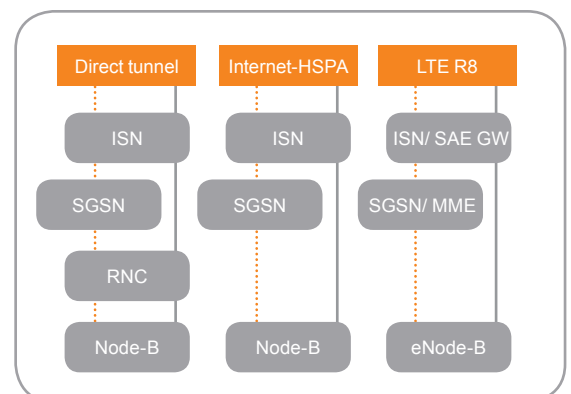 Direct tunnel
Internet-HSPA
LTE R8
ISN
ISN
ISN/ SAE GW
SGSN
SGSN
SGSN/ MME
RNC
Node-B
Node-B
eNode-B